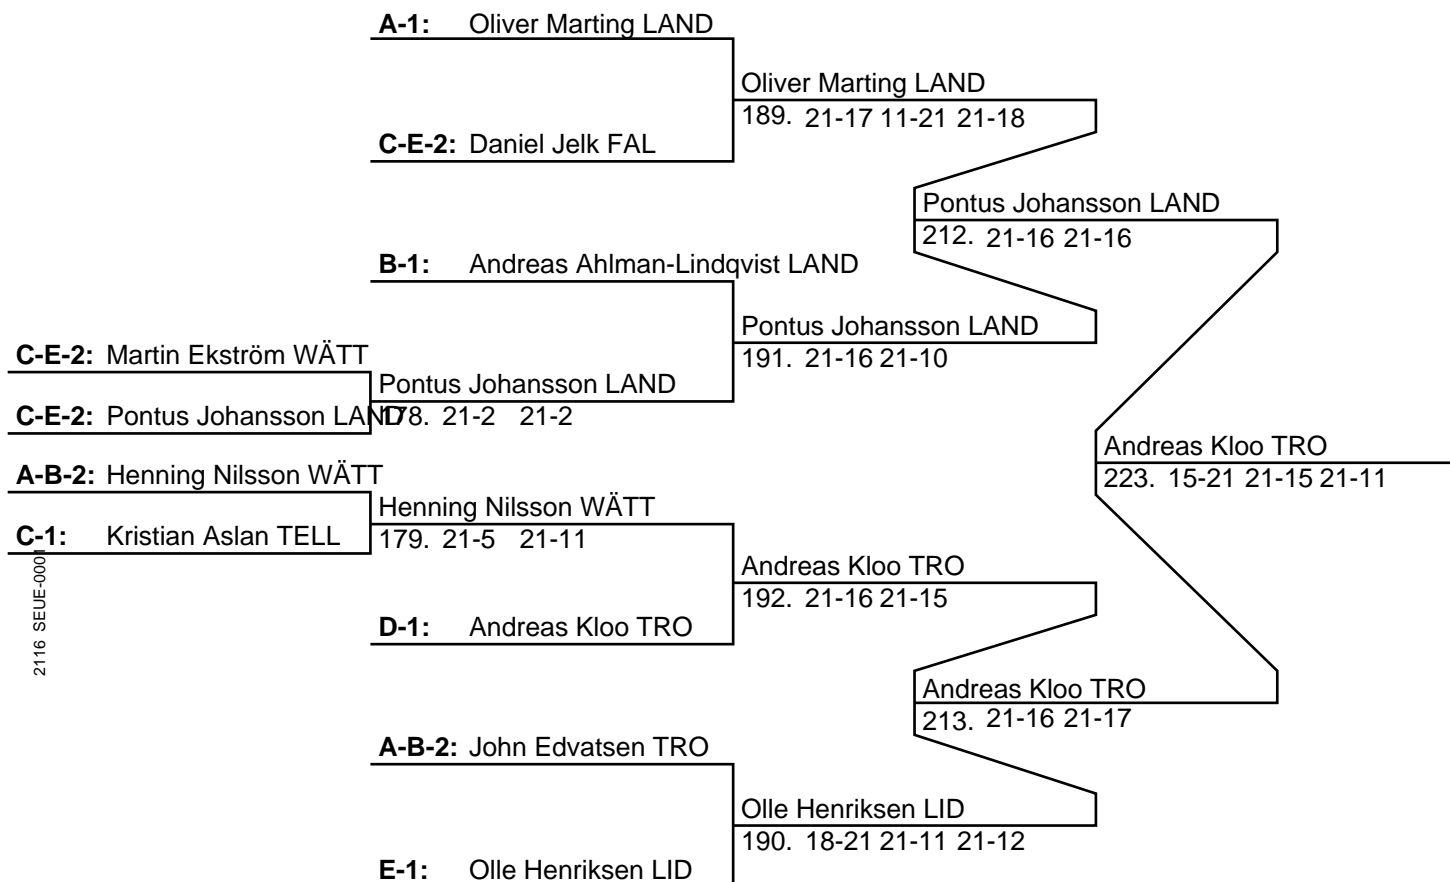 A-1: Oliver Marting LAND
Oliver Marting LAND
189. 21-17 11-21 21-18
C-E-2: Daniel Jelk FAL
Pontus Johansson LAND
212. 21-16 21-16
B-1: Andreas Ahlman-Lindqvist LAND
Pontus Johansson LAND
191. 21-16 21-10
C-E-2: Martin Ekström WÄTT
Pontus Johansson LAND
178. 21-2 21-2
C-E-2: Pontus Johansson LAND
Andreas Kloo TRO
223. 15-21 21-15 21-11
A-B-2: Henning Nilsson WÄTT
Henning Nilsson WÄTT
179. 21-5 21-11
C-1: Kristian Aslan TELL
2116 SEUE-0001
Andreas Kloo TRO
192. 21-16 21-15
D-1: Andreas Kloo TRO
Andreas Kloo TRO
213. 21-16 21-17
A-B-2: John Edvatsen TRO
Olle Henriksen LID
190. 18-21 21-11 21-12
E-1: Olle Henriksen LID